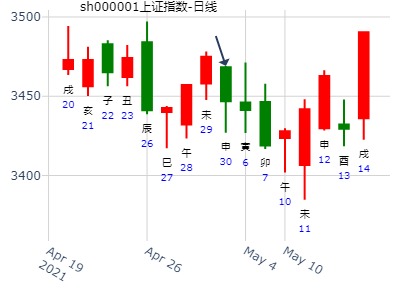 sh000001上证指数-日线
3500
3450
3400
戌 20
亥 21
子 22
丑 23
辰 26
巳 27
午 28
未 29
申 30
寅 6
卯 7
午 10
未 11
申 12
酉 13
戌 14
Apr 19
2021
Apr 26
May 4
May 10